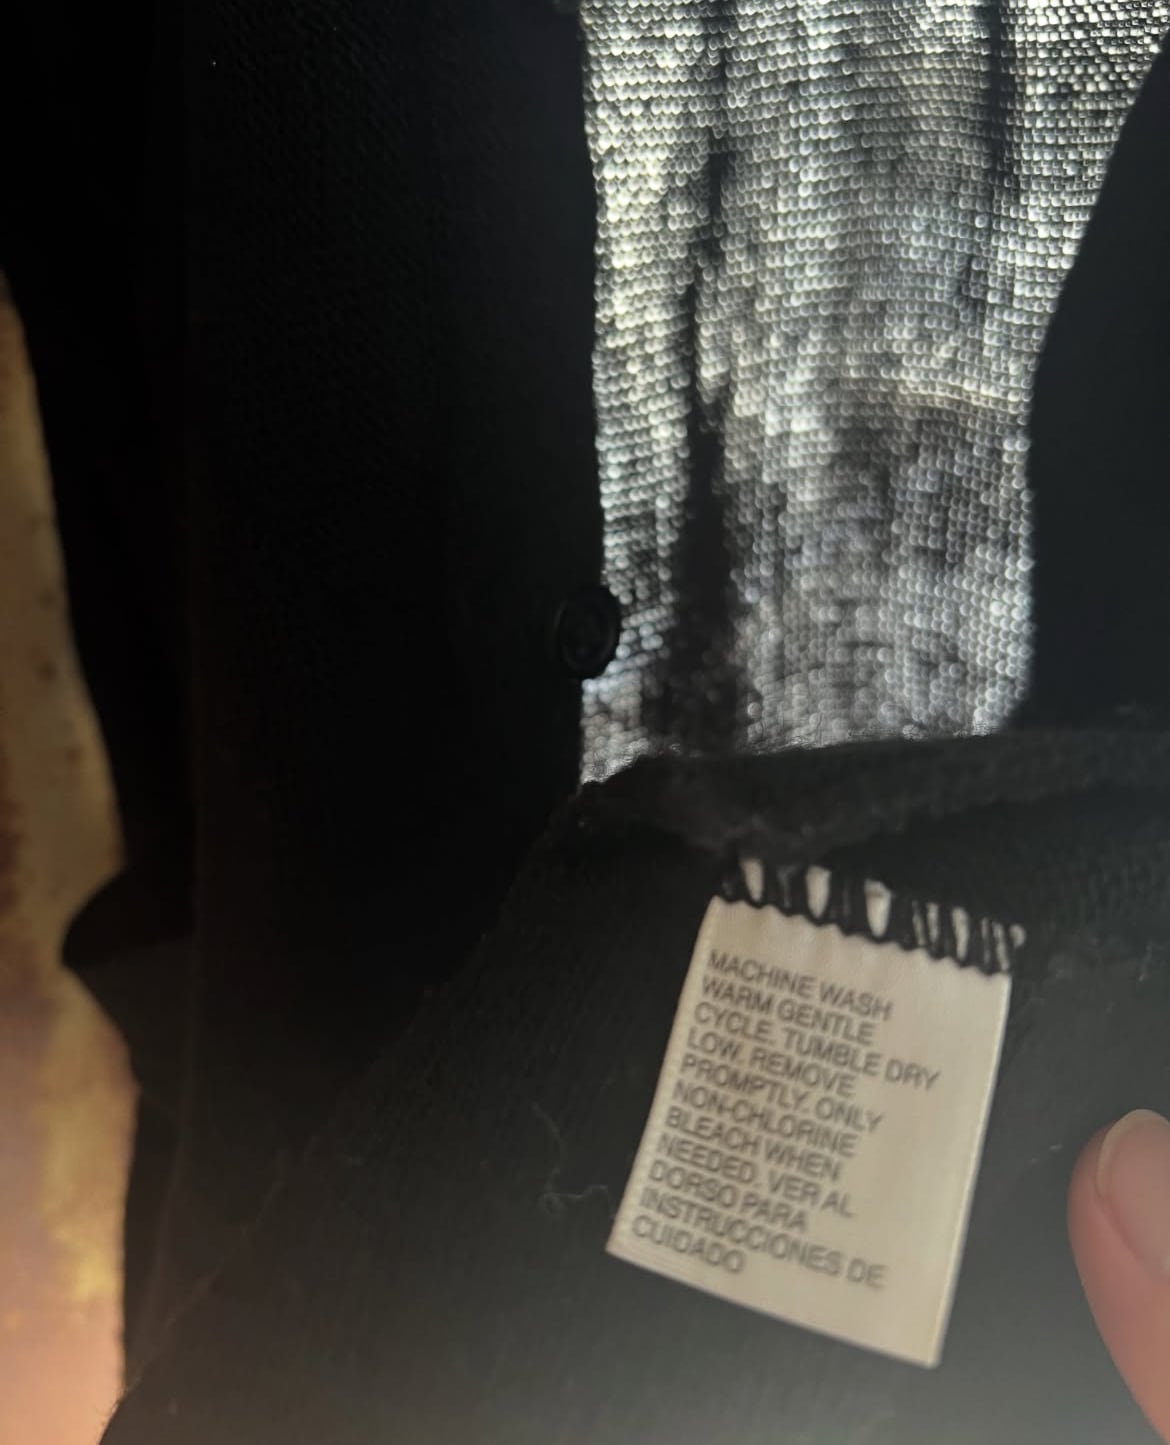 MACHINE WASH
WARM GENTLE
CYCLE. TUMBLE DRY
LOW. REMOVE
PROMPTLY. ONLY
NON-CHLORINE
BLEACH WHEN
NEEDED. VER AL
DORSO PARA
INSTRUCCIONES DE
CUIDADO